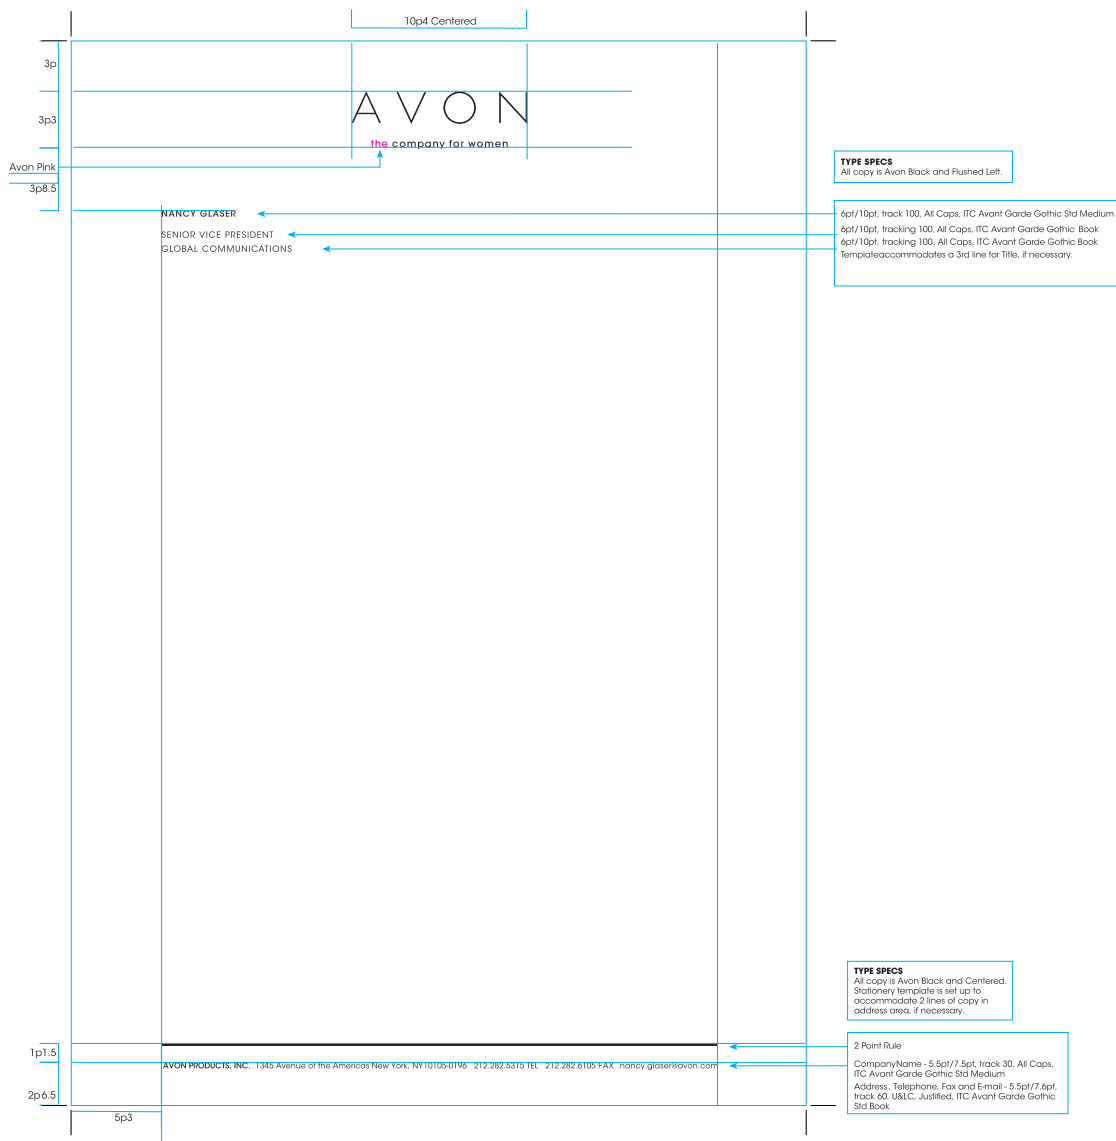 10p4 Centered
3p
AVON
3p3
the company for women
Avon Pink
3p8.5
TYPE SPECS
All copy is Avon Black and Flushed Left.
NANCY GLASER
6pt/10pt, track 100, All Caps, ITC Avant Garde Gothic Std Medium
SENIOR VICE PRESIDENT
6pt/10pt, tracking 100, All Caps, ITC Avant Garde Gothic Book
GLOBAL COMMUNICATIONS
6pt/10pt, tracking 100, All Caps, ITC Avant Garde Gothic Book
Templateaccommodates a 3rd line for Title, if necessary.
TYPE SPECS
All copy is Avon Black and Centered.
Stationery template is set up to
accommodate 2 lines of copy in
address area, if necessary.
1p1.5
2 Point Rule
AVON PRODUCTS, INC. 1345 Avenue of the Americas New York, NY10105-0196 212.282.5315 TEL 212.282.6105 FAX nancy.glaser@avon.com
CompanyName - 5.5pt/7.5pt, track 30, All Caps,
ITC Avant Garde Gothic Std Medium
Address, Telephone, Fax and E-mail - 5.5pt/7.6pt,
track 60, U&LC, Justified, ITC Avant Garde Gothic
Std Book
2p6.5
5p3